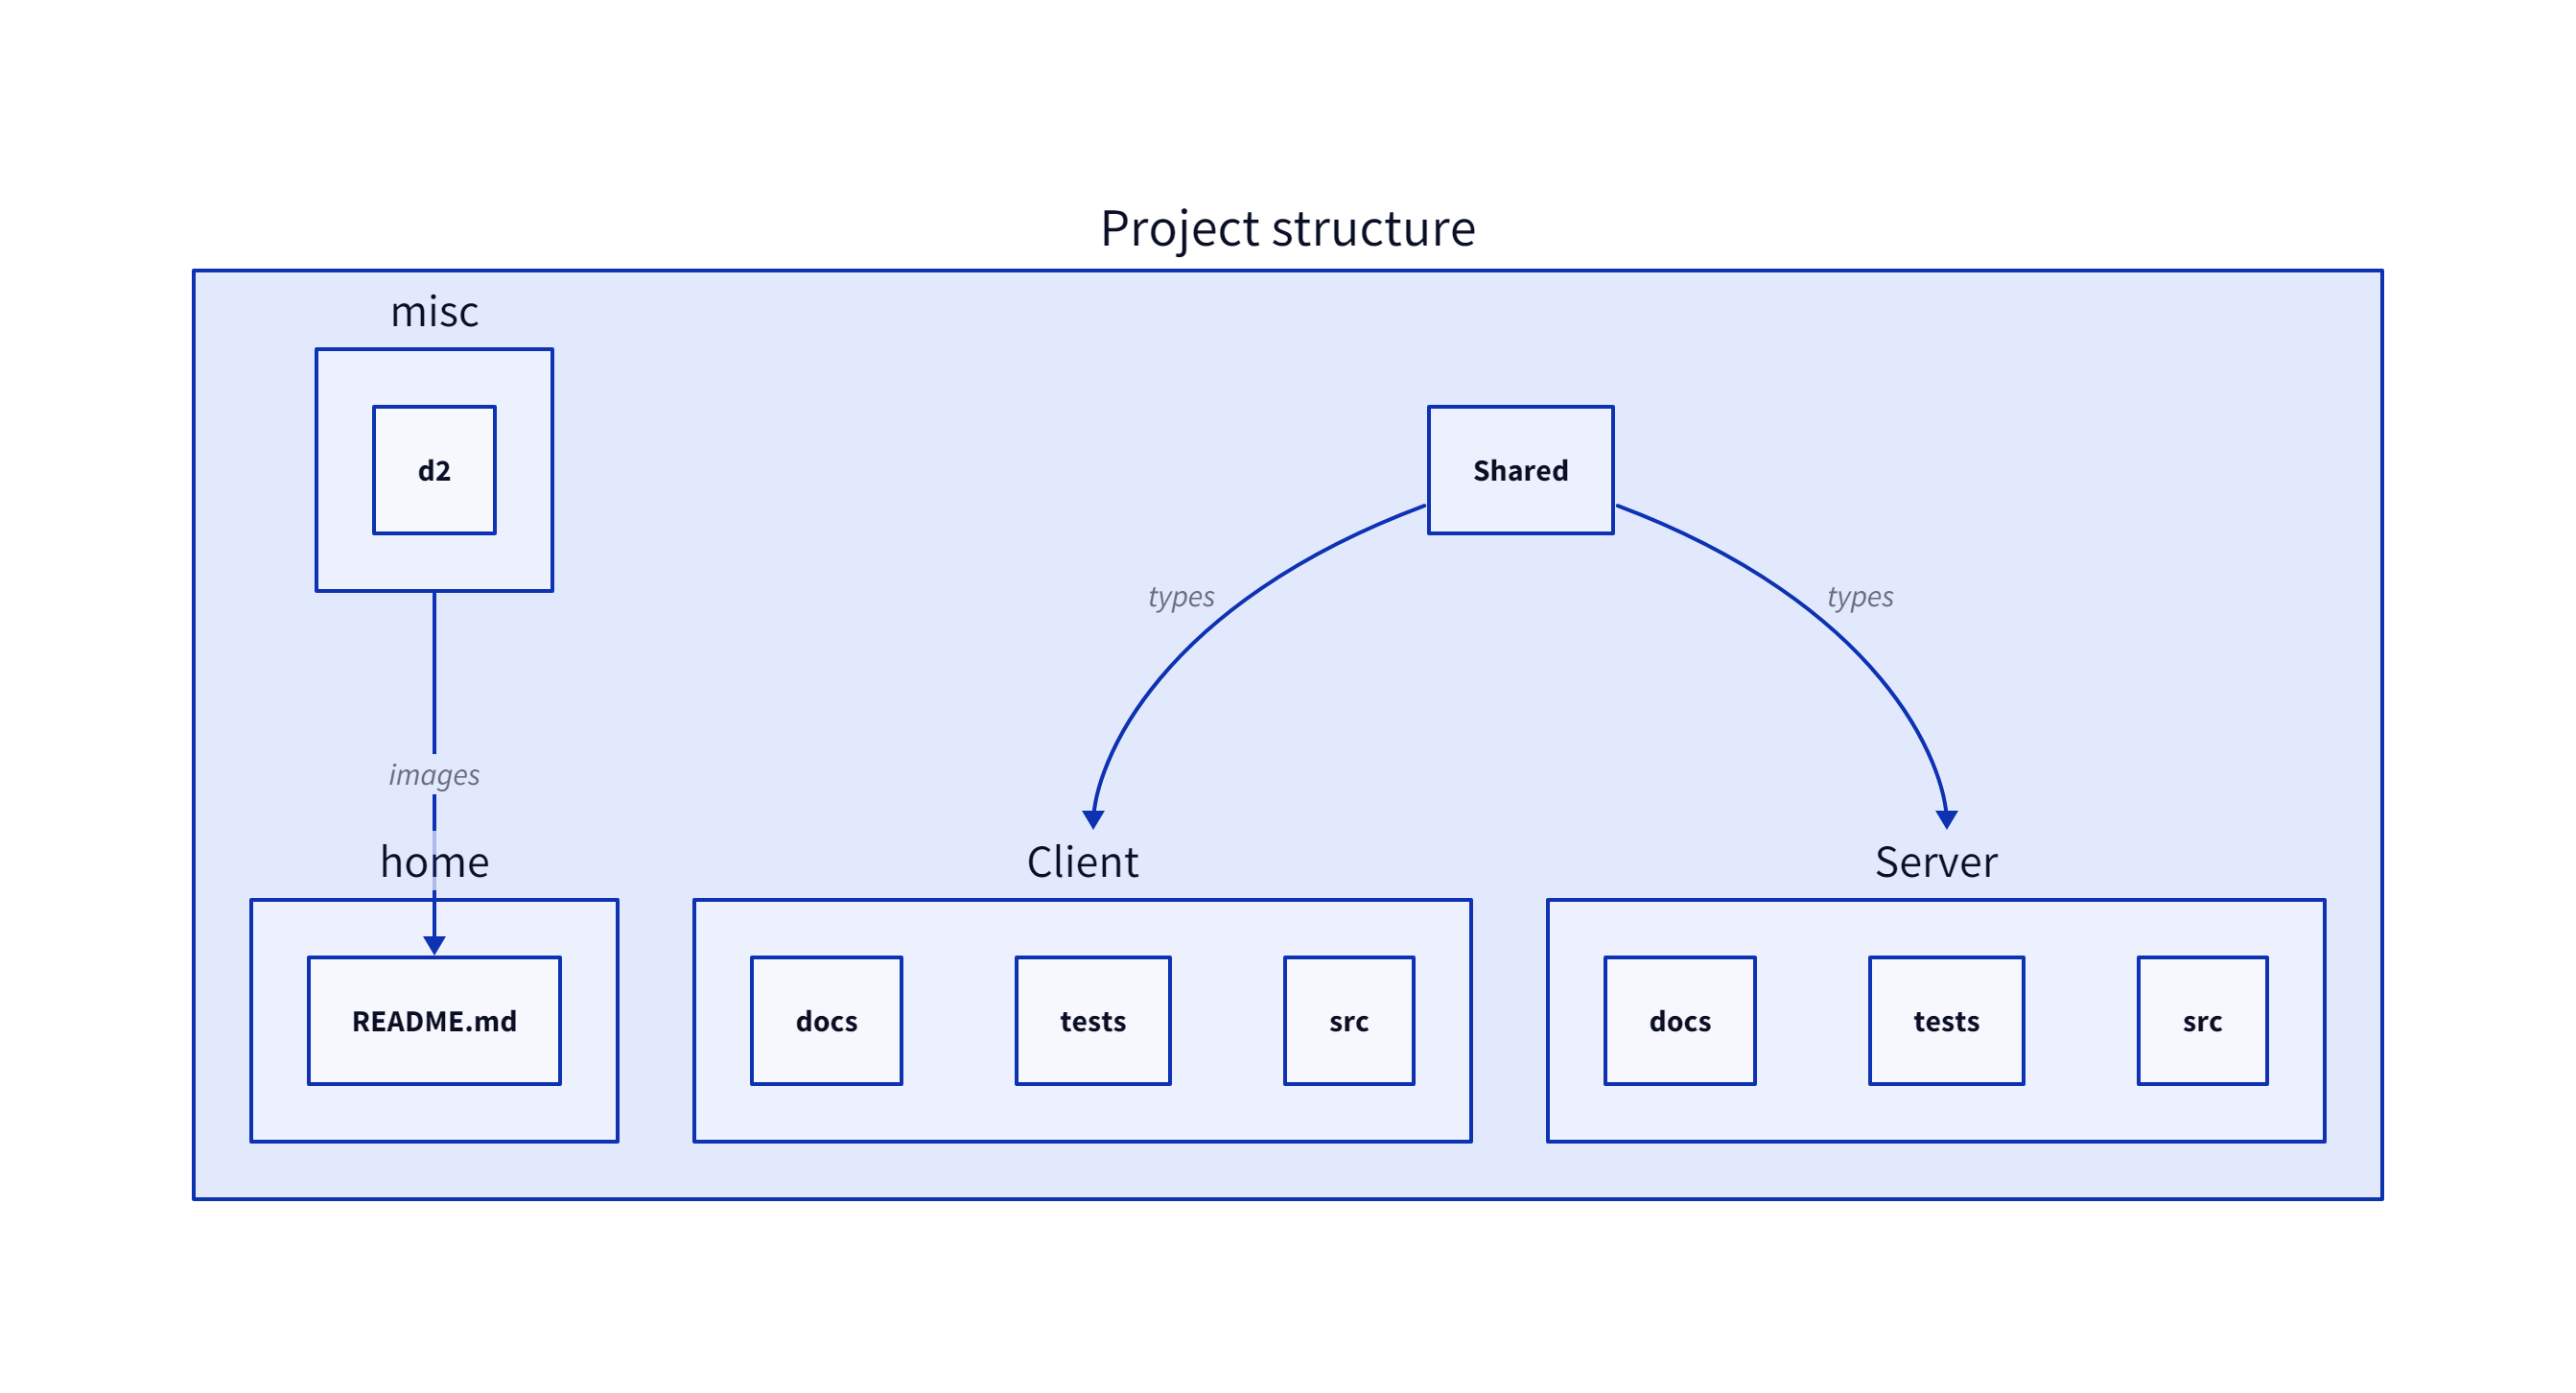 Project structure
misc
d2
Shared
types
types
images
home
Client
Server
README.md
docs
tests
src
docs
tests
src